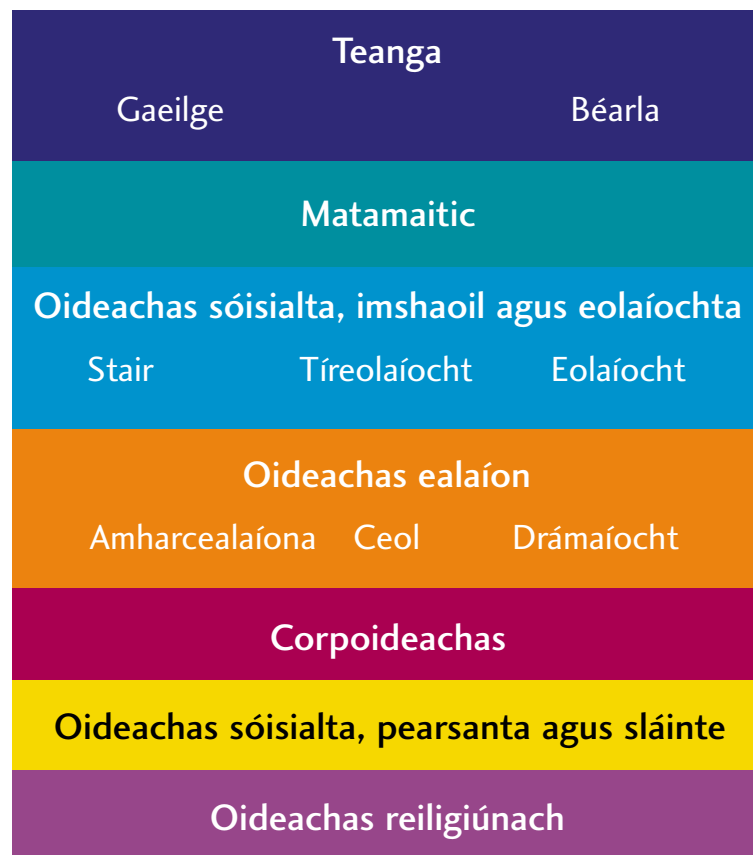 Teanga
Gaeilge Béarla
Matamaitic
Oideachas sóisialta, imshaoil agus eolaíochta
Stair Tíreolaíocht Eolaíocht
Oideachas ealaíon
Amharcealaíona Ceol Drámaíocht
Corpoideachas
Oideachas sóisialta, pearsanta agus sláinte
Oideachas reiligiúnach